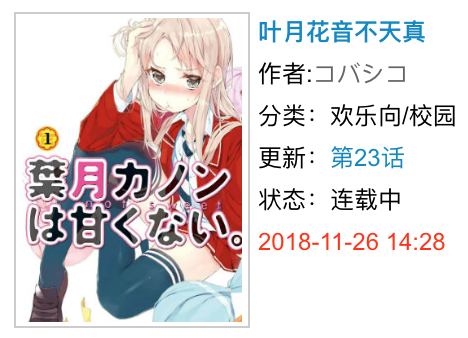 1
葉月カノン
not sweet
は甘くない。
叶月花音不天真
作者:コバシコ
分类：欢乐向/校园
更新：第23话
状态：连载中
2018-11-26 14:28